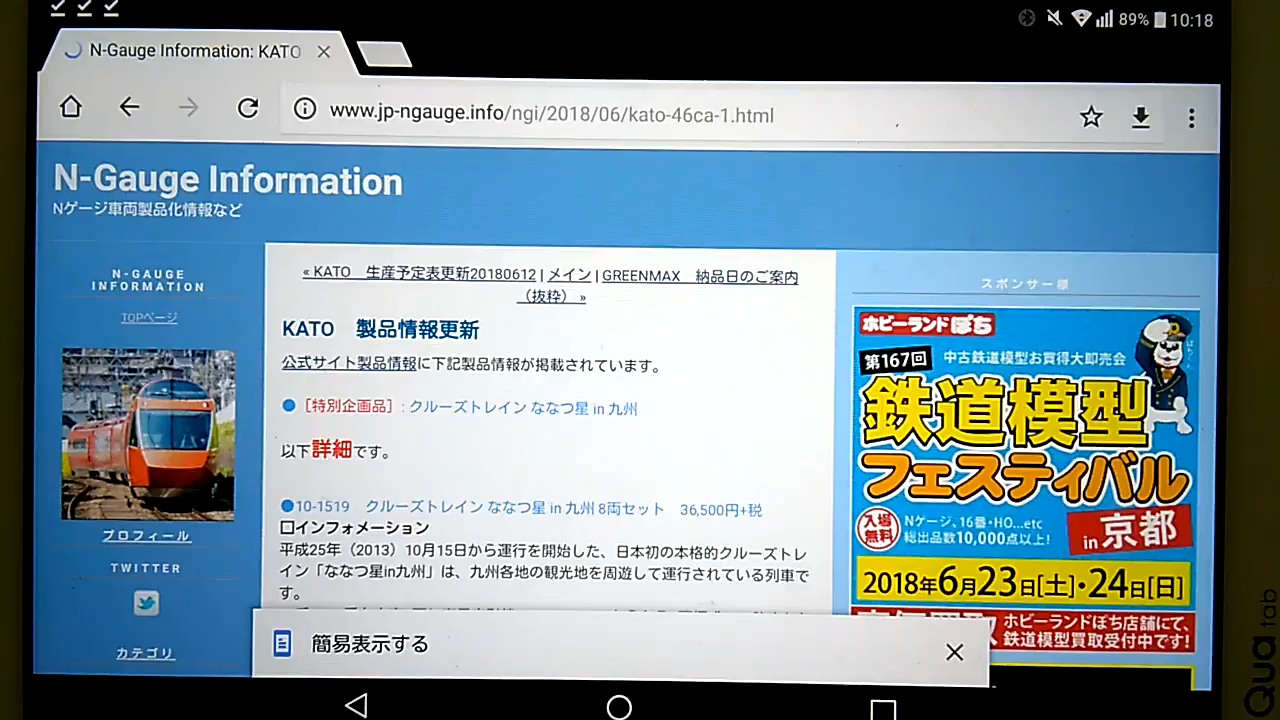 89% 10:18
N-Gauge Information: KATO
www.jp-ngauge.info/ngi/2018/06/kato-46ca-1.html
N-Gauge Information
Nゲージ車両製品化情報など
N-GAUGE
INFORMATION
TOPページ
プロフィール
TWITTER
カテゴリ
« KATO 生産予定表更新20180612 | メイン | GREENMAX 納品日のご案内
(抜粋) »
KATO 製品情報更新
公式サイト製品情報に下記製品情報が掲載されています。
●［特別企画品］: クルーズトレイン ななつ星 in 九州
以下詳細です。
●10-1519 クルーズトレイン ななつ星 in 九州 8両セット 36,500円+税
□インフォメーション
平成25年（2013）10月15日から運行を開始した、日本初の本格的クルーズトレ
イン「ななつ星in九州」は、九州各地の観光地を周遊して運行されている列車で
す。
簡易表示する
スポンサー様
ホビーランドぽち
第167回 中古鉄道模型お買得大即売会
鉄道模型
フェスティバル
入場
無料
Nゲージ、16番・HO...etc
総出品数10,000点以上!
in 京都
2018年6月23日[土]・24日[日]
ホビーランドぽち店舗にて、
鉄道模型買取受付中です!
Qua tab